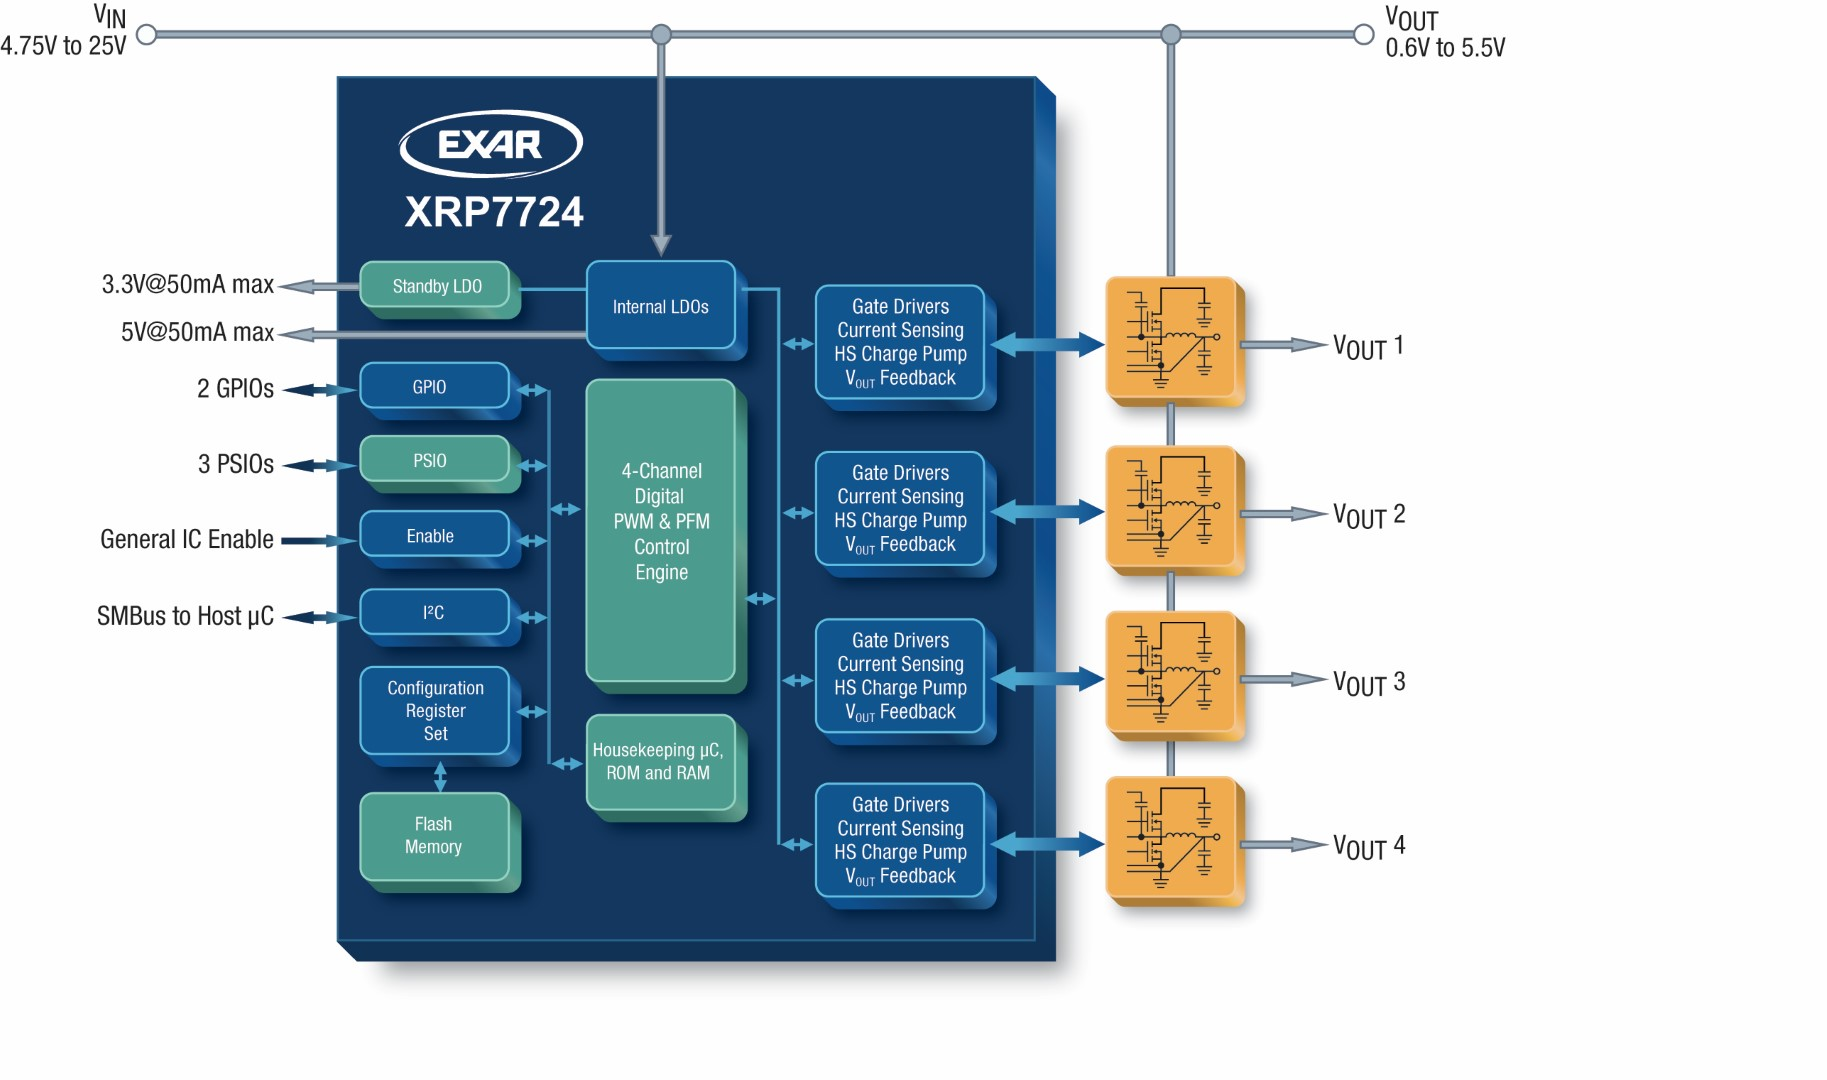 VIN
4.75V to 25V
VOUT
0.6V to 5.5V
EXAR
XRP7724
3.3V@50mA max
Standby LDO
Internal LDOs
5V@50mA max
2 GPIOs
GPIO
3 PSIOs
PSIO
General IC Enable
Enable
SMBus to Host µC
I²C
Configuration
Register
Set
Flash
Memory
4-Channel
Digital
PWM & PFM
Control
Engine
Housekeeping µC,
ROM and RAM
Gate Drivers
Current Sensing
HS Charge Pump
VOUT Feedback
VOUT 1
Gate Drivers
Current Sensing
HS Charge Pump
VOUT Feedback
VOUT 2
Gate Drivers
Current Sensing
HS Charge Pump
VOUT Feedback
VOUT 3
Gate Drivers
Current Sensing
HS Charge Pump
VOUT Feedback
VOUT 4